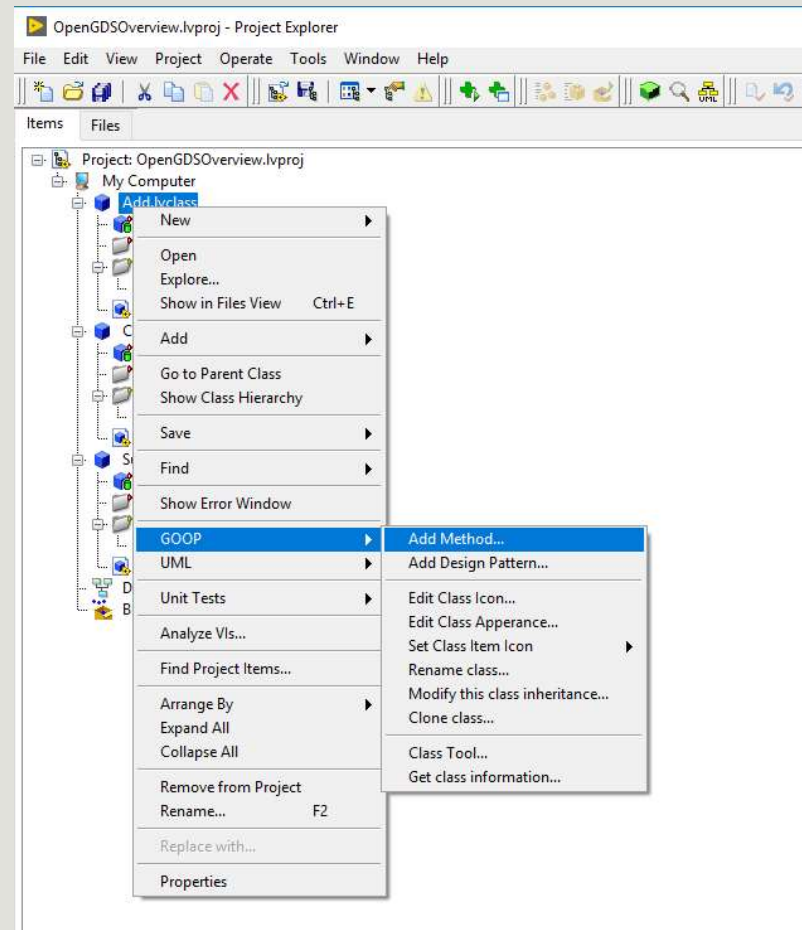 OpenGDSOverview.lvproj - Project Explorer
File Edit View Project Operate Tools Window Help
UML
Items Files
Project: OpenGDSOverview.lvproj
My Computer
Add.lvclass
New
Open
Explore...
Show in Files View Ctrl+E
Add
C
Go to Parent Class
Show Class Hierarchy
Save
Find
Show Error Window
GOOP
UML
D
Unit Tests
B
Analyze VIs...
Find Project Items...
Arrange By
Expand All
Collapse All
Remove from Project
Rename... F2
Replace with...
Properties
Add Method...
Add Design Pattern...
Edit Class Icon...
Edit Class Apperance...
Set Class Item Icon
Rename class...
Modify this class inheritance...
Clone class...
Class Tool...
Get class information...